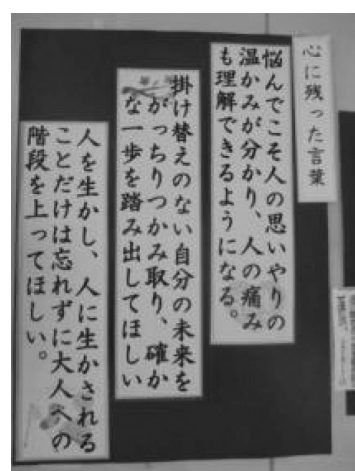 心に残った言葉
悩んでこそ人の思いやりの
温かみが分かり、人の痛み
も理解できるようになる。
掛け替えのない自分の未来を
がっちりつかみ取り、確か
な一歩を踏み出してほしい
人を生かし、人に生かされる
ことだけは忘れずに大人への
階段を上ってほしい。